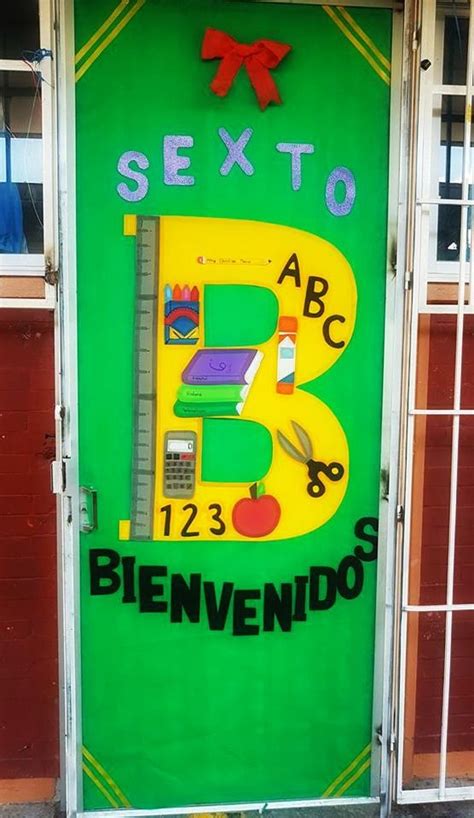 SEXTO
B
ABC
123
BIENVENIDOS